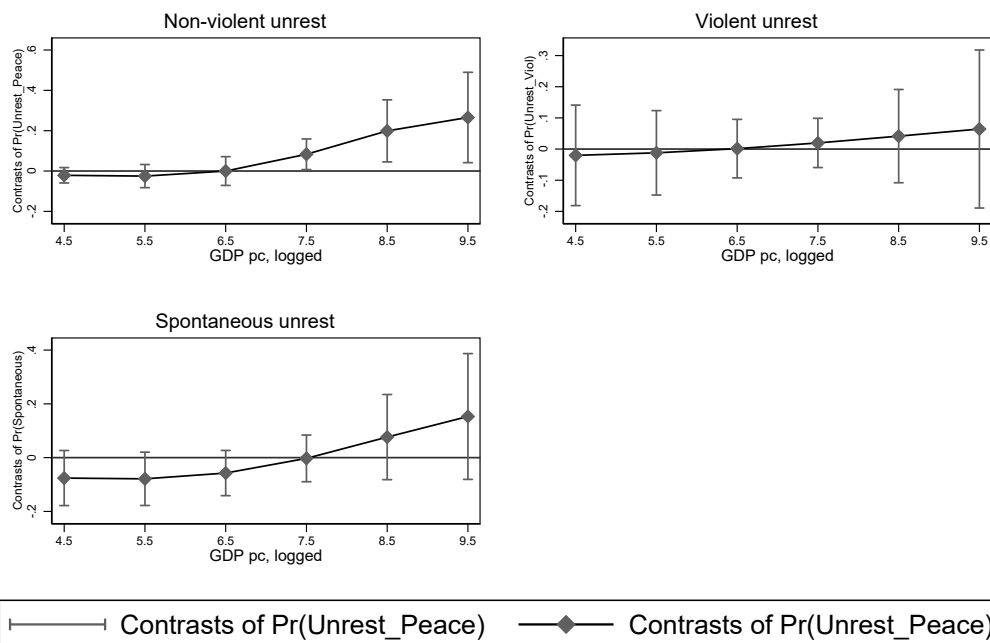 Non-violent unrest
Contrasts of Pr(Unrest_Peace)
.6
.4
.2
0
-.2
4.5 5.5 6.5 7.5 8.5 9.5
GDP pc, logged
Violent unrest
Contrasts of Pr(Unrest_Viol)
.3
.2
.1
0
-.1
-.2
4.5 5.5 6.5 7.5 8.5 9.5
GDP pc, logged
Spontaneous unrest
Contrasts of Pr(Spontaneous)
.4
.2
0
-.2
4.5 5.5 6.5 7.5 8.5 9.5
GDP pc, logged
Contrasts of Pr(Unrest_Peace) Contrasts of Pr(Unrest_Peace)